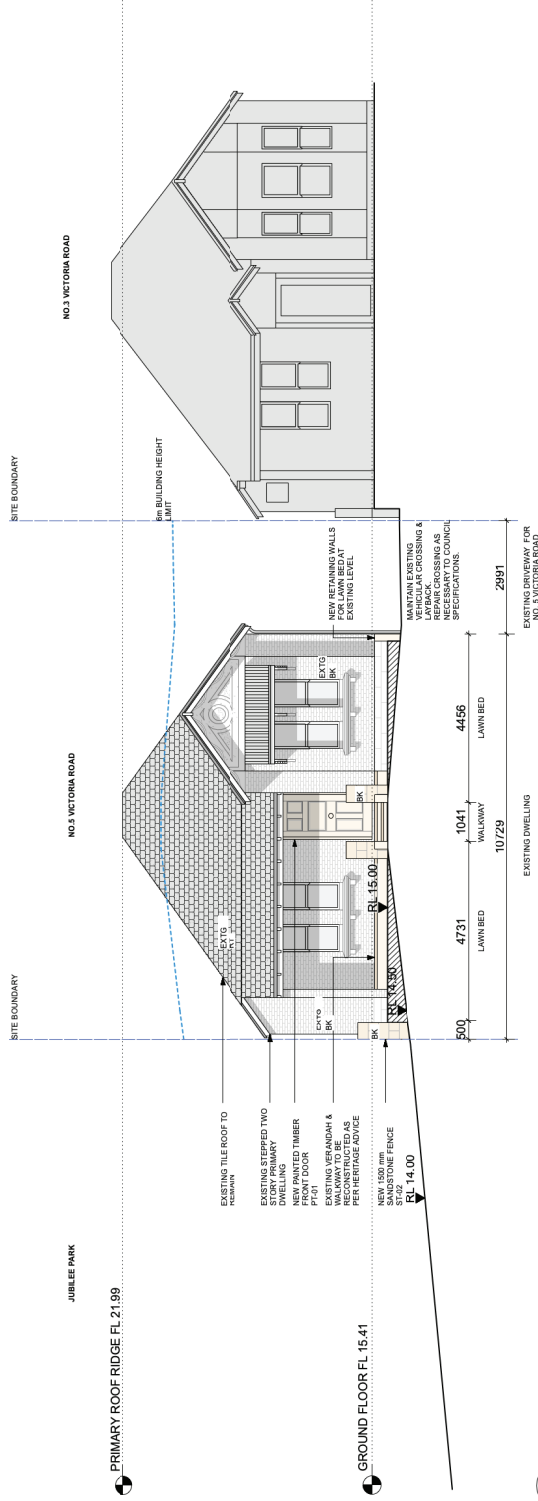 SITE BOUNDARY
SITE BOUNDARY
JUBILEE PARK
NO.5 VICTORIA ROAD
NO.3 VICTORIA ROAD
PRIMARY ROOF RIDGE FL 21.99
6m BUILDING HEIGHT
LIMIT
EXISTING TILE ROOF TO
REMAIN
EXTG
RT
EXISTING STEPPED TWO
STORY PRIMARY
DWELLING
NEW PAINTED TIMBER
FRONT DOOR
PT-01
EXISTING VERANDAH &
WALKWAY TO BE
RECONSTRUCTED AS
PER HERITAGE ADVICE
EXTG
BK
EXTG
BK
NEW RETAINING WALLS
FOR LAWN BED AT
EXISTING LEVEL
GROUND FLOOR FL 15.41
NEW 1500 mm
SANDSTONE FENCE
ST-02
BK
BK
RL 15.00
RL 14.50
RL 14.00
MAINTAIN EXISTING
VEHICULAR CROSSING &
LAYBACK.
REPAIR CROSSING AS
NECESSARY TO COUNCIL
SPECIFICATIONS.
500
4731
1041
4456
LAWN BED
WALKWAY
LAWN BED
10729
2991
EXISTING DWELLING
EXISTING DRIVEWAY FOR
NO. 5 VICTORIA ROAD